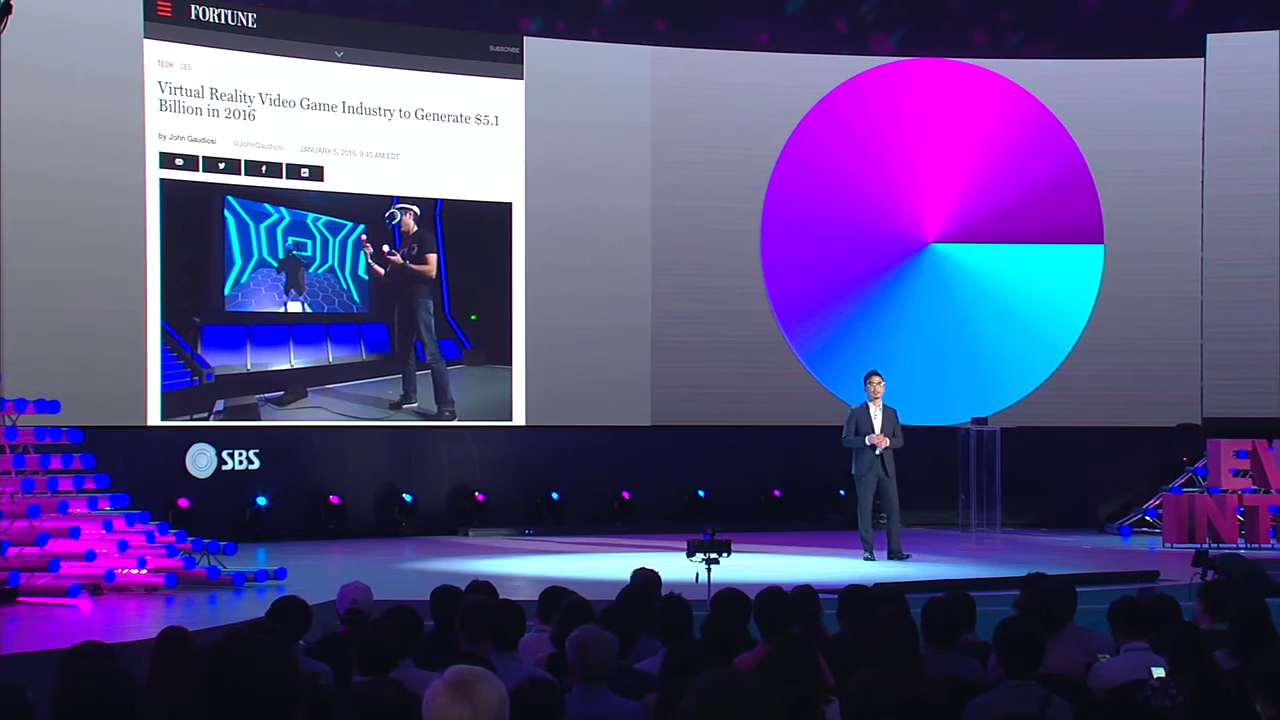 FORTUNE
SUBSCRIBE
TECH CES
Virtual Reality Video Game Industry to Generate $5.1
Billion in 2016
by John Gaudiosi @JohnGaudiosi JANUARY 5, 2016, 9:40 AM EDT
SBS